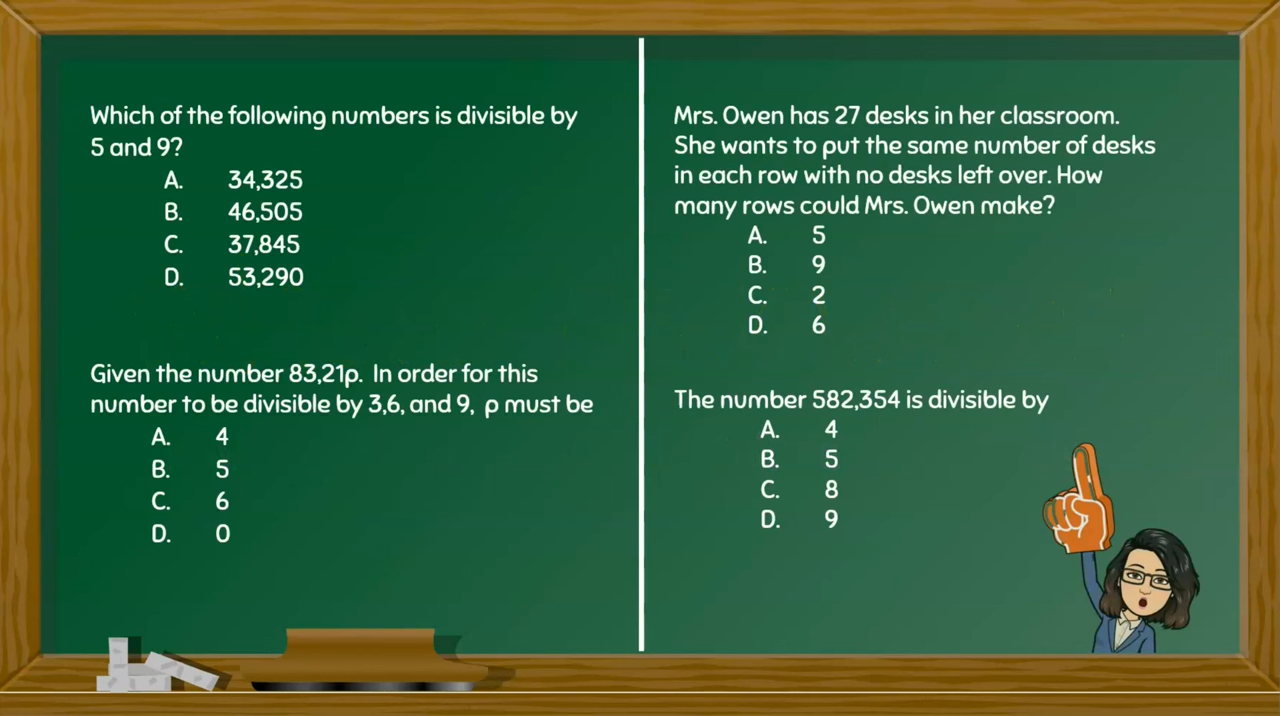 Which of the following numbers is divisible by
5 and 9?
A. 34,325
B. 46,505
C. 37,845
D. 53,290
Given the number 83,21p. In order for this
number to be divisible by 3,6, and 9, p must be
A. 4
B. 5
C. 6
D. 0
Mrs. Owen has 27 desks in her classroom.
She wants to put the same number of desks
in each row with no desks left over. How
many rows could Mrs. Owen make?
A. 5
B. 9
C. 2
D. 6
The number 582,354 is divisible by
A. 4
B. 5
C. 8
D. 9